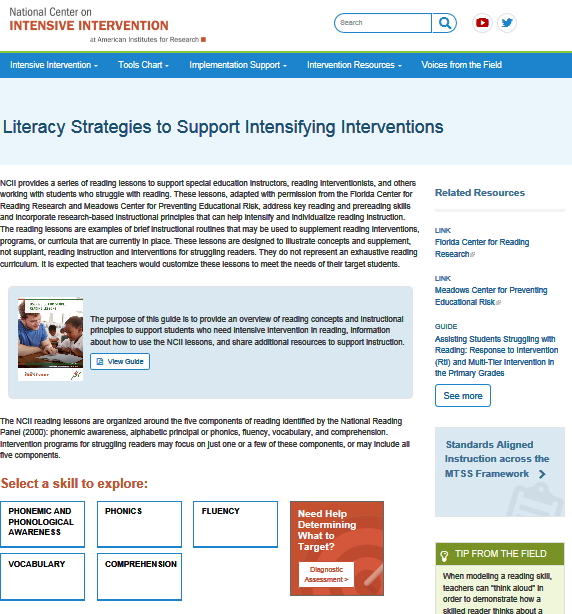 National Center on
INTENSIVE INTERVENTION
at American Institutes for Research
Search
Intensive Intervention
Tools Chart
Implementation Support
Intervention Resources
Voices from the Field
Literacy Strategies to Support Intensifying Interventions
NCII provides a series of reading lessons to support special education instructors, reading interventionists, and others
working with students who struggle with reading. These lessons, adapted with permission from the Florida Center for
Reading Research and Meadows Center for Preventing Educational Risk, address key reading and prereading skills
and incorporate research-based instructional principles that can help intensify and individualize reading instruction.
The reading lessons are examples of brief instructional routines that may be used to supplement reading interventions,
programs, or curricula that are currently in place. These lessons are designed to illustrate concepts and supplement,
not supplant, reading instruction and interventions for struggling readers. They do not represent an exhaustive reading
curriculum. It is expected that teachers would customize these lessons to meet the needs of their target students.
The purpose of this guide is to provide an overview of reading concepts and instructional
principles to support students who need intensive intervention in reading, information
about how to use the NCII lessons, and share additional resources to support instruction.
View Guide
The NCII reading lessons are organized around the five components of reading identified by the National Reading
Panel (2000): phonemic awareness, alphabetic principal or phonics, fluency, vocabulary, and comprehension.
Intervention programs for struggling readers may focus on just one or a few of these components, or may include all
five components.
Select a skill to explore:
PHONEMIC AND
PHONOLOGICAL
AWARENESS
PHONICS
FLUENCY
VOCABULARY
COMPREHENSION
Need Help
Determining
What to
Target?
Diagnostic
Assessment >
Related Resources
LINK
Florida Center for Reading
Research
LINK
Meadows Center for Preventing
Educational Risk
GUIDE
Assisting Students Struggling with
Reading: Response to Intervention
(RtI) and Multi-Tier Intervention in
the Primary Grades
See more
Standards Aligned
Instruction across the
MTSS Framework
TIP FROM THE FIELD
When modeling a reading skill,
teachers can "think aloud" in
order to demonstrate how a
skilled reader thinks about a